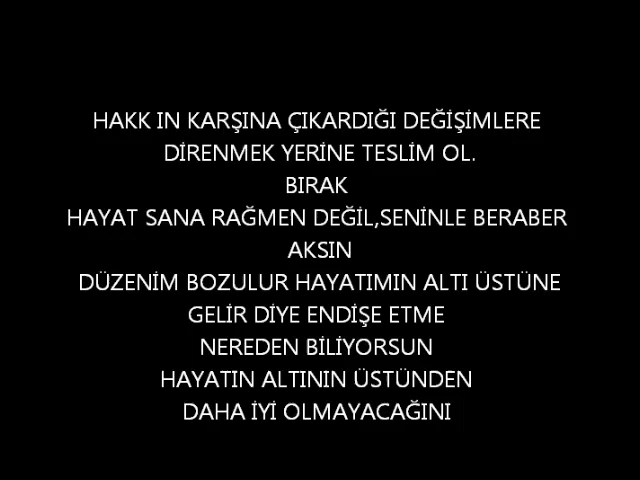 HAKK IN KARŞINA ÇIKARDIĞI DEĞİŞİMLERE
DİRENMEK YERİNE TESLİM OL.
BIRAK
HAYAT SANA RAĞMEN DEĞİL,SENİNLE BERABER
AKSIN
DÜZENİM BOZULUR HAYATIMIN ALTI ÜSTÜNE
GELİR DİYE ENDİŞE ETME
NEREDEN BİLİYORSUN
HAYATIN ALTININ ÜSTÜNDEN
DAHA İYİ OLMAYACAĞINI